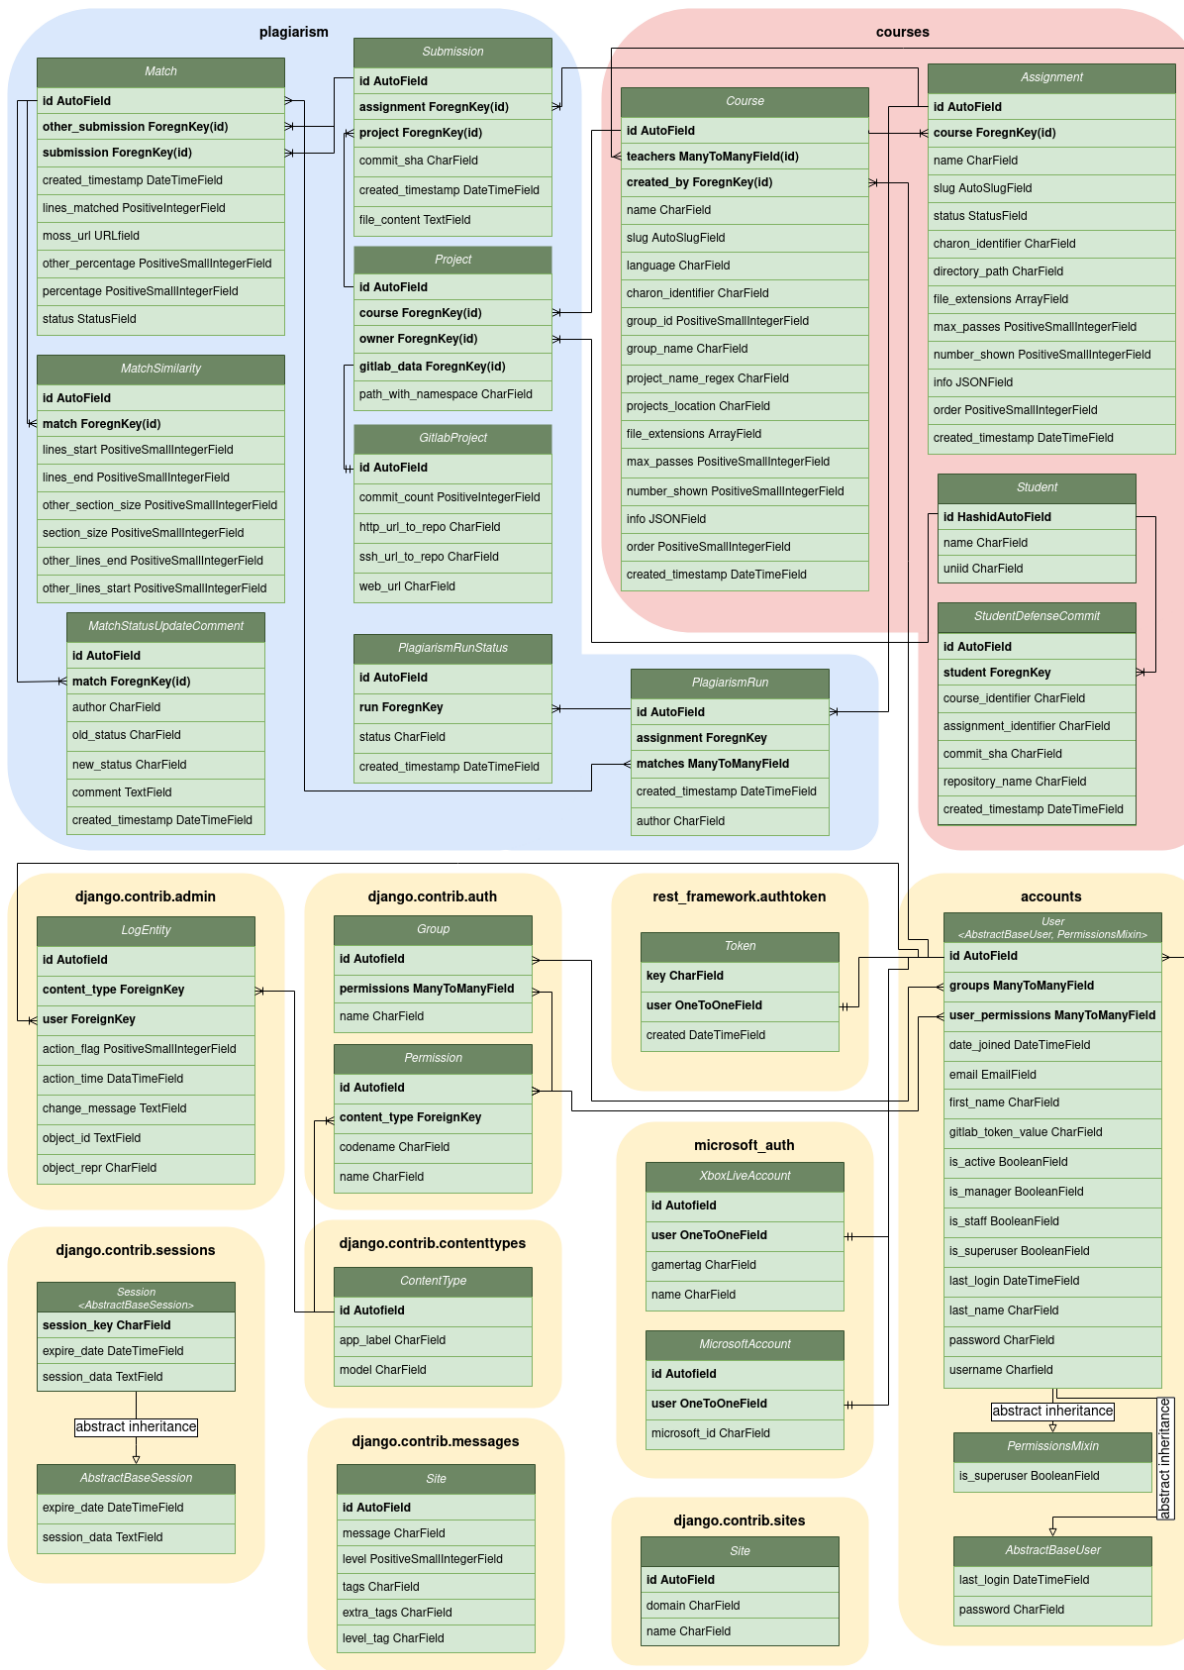 plagiarism
Match
id AutoField
other_submission ForegnKey(id)
submission ForegnKey(id)
created_timestamp DateTimeField
lines_matched PositiveIntegerField
moss_url URLfield
other_percentage PositiveSmallIntegerField
percentage PositiveSmallIntegerField
status StatusField
MatchSimilarity
id AutoField
match ForegnKey(id)
lines_start PositiveSmallIntegerField
lines_end PositiveSmallIntegerField
other_section_size PositiveSmallIntegerField
section_size PositiveSmallIntegerField
other_lines_end PositiveSmallIntegerField
other_lines_start PositiveSmallIntegerField
MatchStatusUpdateComment
id AutoField
match ForegnKey(id)
author CharField
old_status CharField
new_status CharField
comment TextField
created_timestamp DateTimeField
Submission
id AutoField
assignment ForegnKey(id)
project ForegnKey(id)
commit_sha CharField
created_timestamp DateTimeField
file_content TextField
Project
id AutoField
course ForegnKey(id)
owner ForegnKey(id)
gitlab_data ForegnKey(id)
path_with_namespace CharField
GitlabProject
id AutoField
commit_count PositiveIntegerField
http_url_to_repo CharField
ssh_url_to_repo CharField
web_url CharField
PlagiarismRunStatus
id AutoField
run ForegnKey
status CharField
created_timestamp DateTimeField
PlagiarismRun
id AutoField
assignment ForegnKey
matches ManyToManyField
created_timestamp DateTimeField
author CharField
courses
Course
id AutoField
teachers ManyToManyField(id)
created_by ForegnKey(id)
name CharField
slug AutoSlugField
language CharField
charon_identifier CharField
group_id PositiveSmallIntegerField
group_name CharField
project_name_regex CharField
projects_location CharField
file_extensions ArrayField
max_passes PositiveSmallIntegerField
number_shown PositiveSmallIntegerField
info JSONField
order PositiveSmallIntegerField
created_timestamp DateTimeField
Assignment
id AutoField
course ForegnKey(id)
name CharField
slug AutoSlugField
status StatusField
charon_identifier CharField
directory_path CharField
file_extensions ArrayField
max_passes PositiveSmallIntegerField
number_shown PositiveSmallIntegerField
info JSONField
order PositiveSmallIntegerField
created_timestamp DateTimeField
Student
id HashidAutoField
name CharField
uniid CharField
StudentDefenseCommit
id AutoField
student ForegnKey
course_identifier CharField
assignment_identifier CharField
commit_sha CharField
repository_name CharField
created_timestamp DateTimeField
django.contrib.admin
LogEntity
id Autofield
content_type ForeignKey
user ForeignKey
action_flag PositiveSmallIntegerField
action_time DataTimeField
change_message TextField
object_id TextField
object_repr CharField
django.contrib.auth
Group
id Autofield
permissions ManyToManyField
name CharField
Permission
id Autofield
content_type ForeignKey
codename CharField
name CharField
rest_framework.authtoken
Token
key CharField
user OneToOneField
created DateTimeField
accounts
User
<AbstractBaseUser, PermissionsMixin>
id AutoField
groups ManyToManyField
user_permissions ManyToManyField
date_joined DateTimeField
email EmailField
first_name CharField
gitlab_token_value CharField
is_active BooleanField
is_manager BooleanField
is_staff BooleanField
is_superuser BooleanField
last_login DateTimeField
last_name CharField
password CharField
username Charfield
abstract inheritance
abstract inheritance
PermissionsMixin
is_superuser BooleanField
AbstractBaseUser
last_login DateTimeField
password CharField
microsoft_auth
XboxLiveAccount
id Autofield
user OneToOneField
gamertag CharField
name CharField
MicrosoftAccount
id Autofield
user OneToOneField
microsoft_id CharField
django.contrib.sessions
Session
<AbstractBaseSession>
session_key CharField
expire_date DateTimeField
session_data TextField
abstract inheritance
AbstractBaseSession
expire_date DateTimeField
session_data TextField
django.contrib.contenttypes
ContentType
id Autofield
app_label CharField
model CharField
django.contrib.messages
Site
id AutoField
message CharField
level PositiveSmallIntegerField
tags CharField
extra_tags CharField
level_tag CharField
django.contrib.sites
Site
id AutoField
domain CharField
name CharField